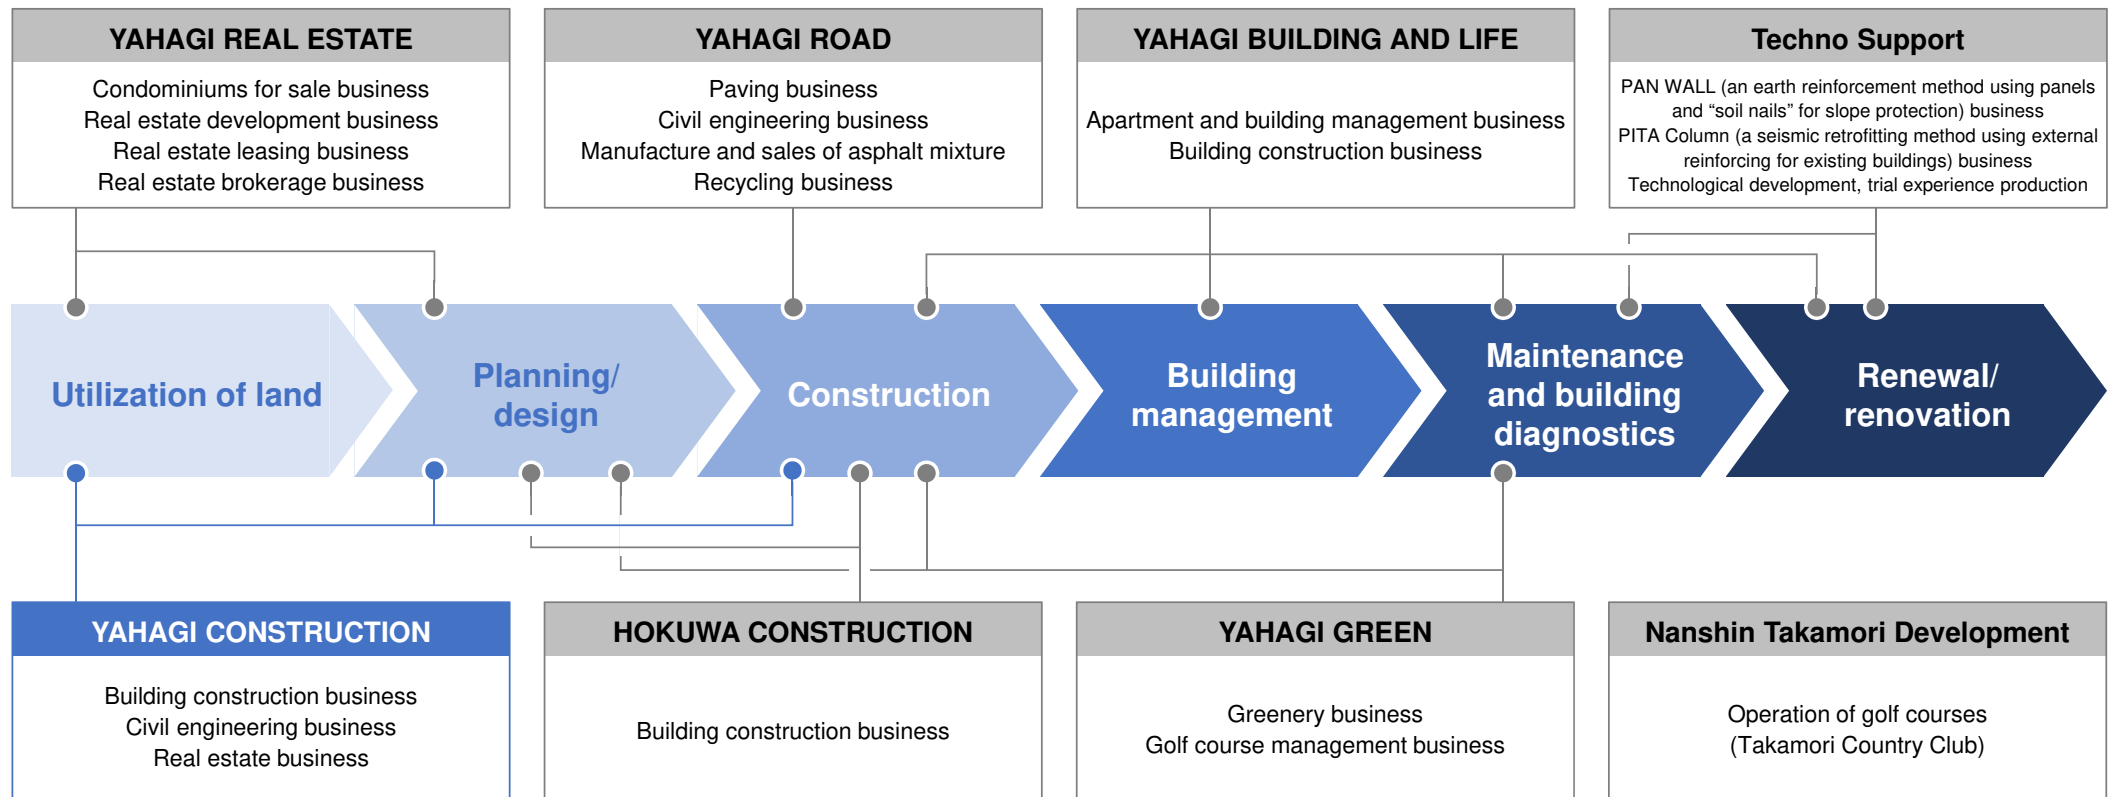 YAHAGI REAL ESTATE
Condominiums for sale business
Real estate development business
Real estate leasing business
Real estate brokerage business
YAHAGI ROAD
Paving business
Civil engineering business
Manufacture and sales of asphalt mixture
Recycling business
YAHAGI BUILDING AND LIFE
Apartment and building management business
Building construction business
Techno Support
PAN WALL (an earth reinforcement method using panels
and “soil nails” for slope protection) business
PITA Column (a seismic retrofitting method using external
reinforcing for existing buildings) business
Technological development, trial experience production
Utilization of land
Planning/
design
Construction
Building
management
Maintenance
and building
diagnostics
Renewal/
renovation
YAHAGI CONSTRUCTION
Building construction business
Civil engineering business
Real estate business
HOKUWA CONSTRUCTION
Building construction business
YAHAGI GREEN
Greenery business
Golf course management business
Nanshin Takamori Development
Operation of golf courses
(Takamori Country Club)